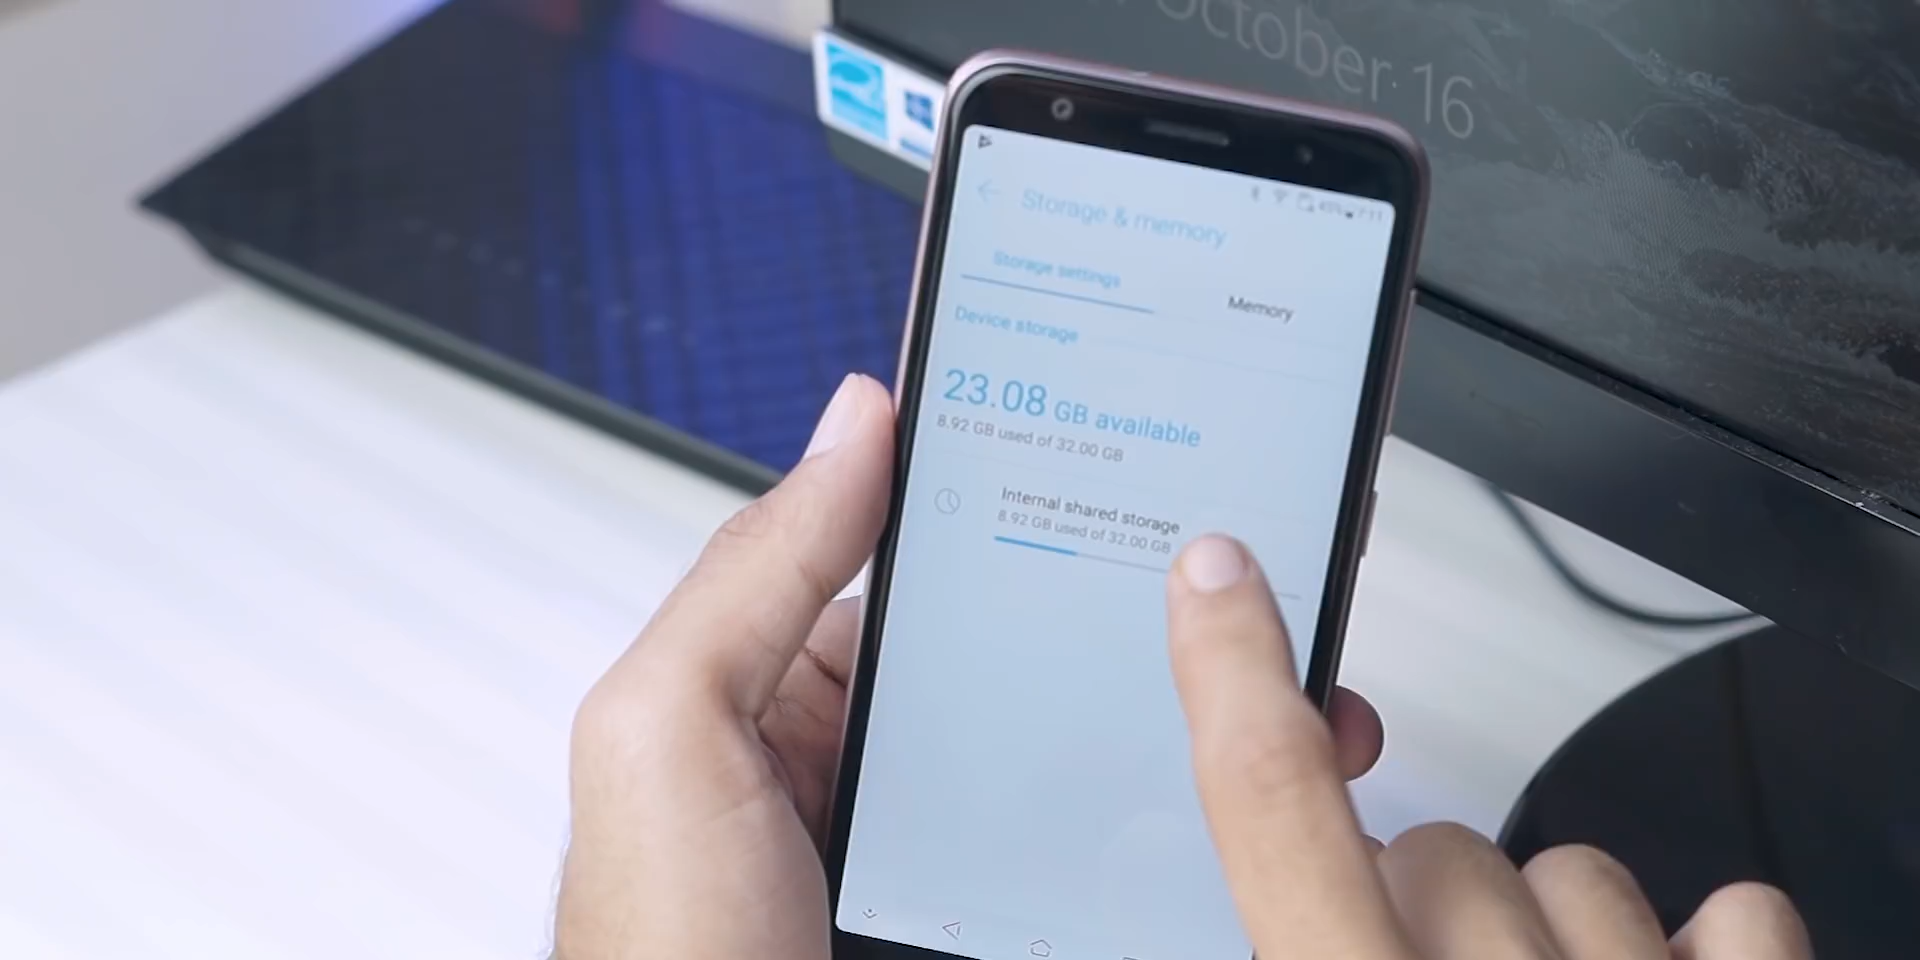 October 16
Storage & memory
Storage settings
Memory
Device storage
23.08 GB available
8.92 GB used of 32.00 GB
Internal shared storage
8.92 GB used of 32.00 GB